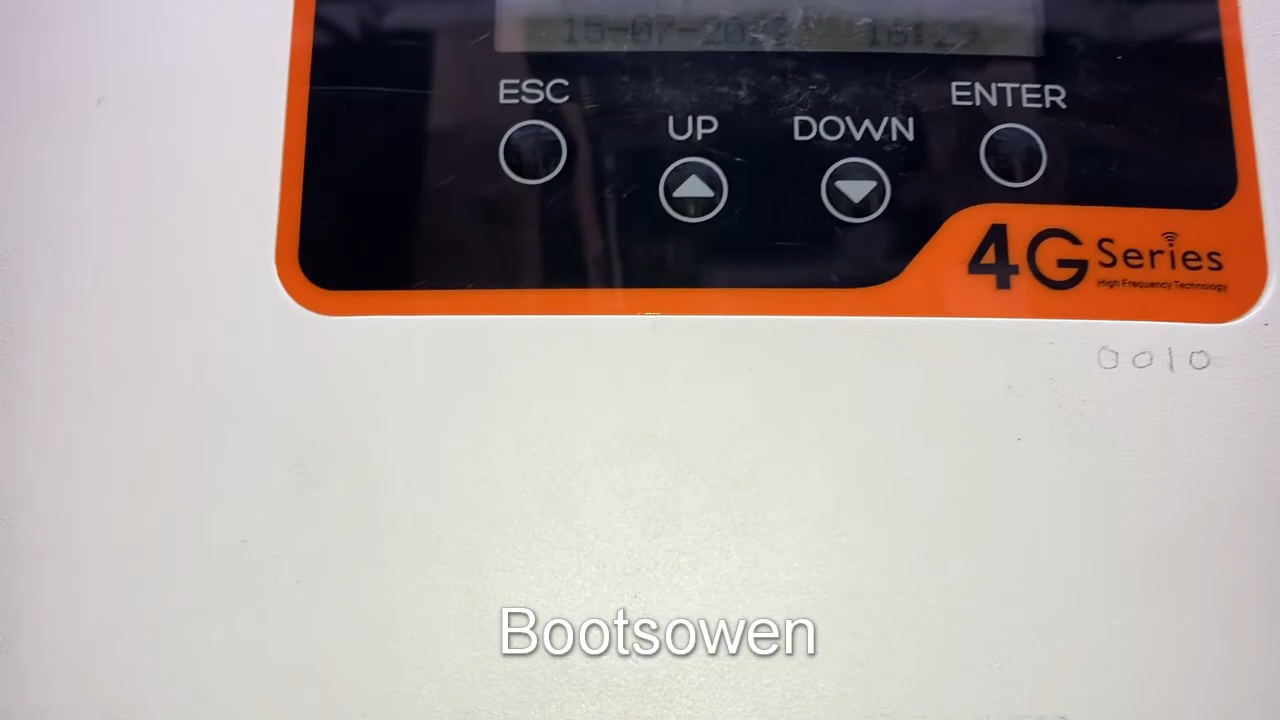 ESC
UP
DOWN
ENTER
4G Series
High Frequency Technology
0010
Bootsowen